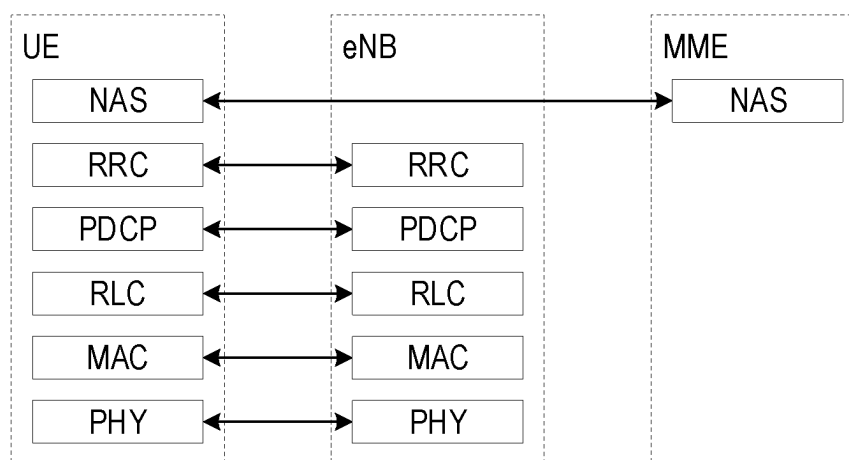 UE eNB MME
NAS NAS
RRC RRC
PDCP PDCP
RLC RLC
MAC MAC
PHY PHY